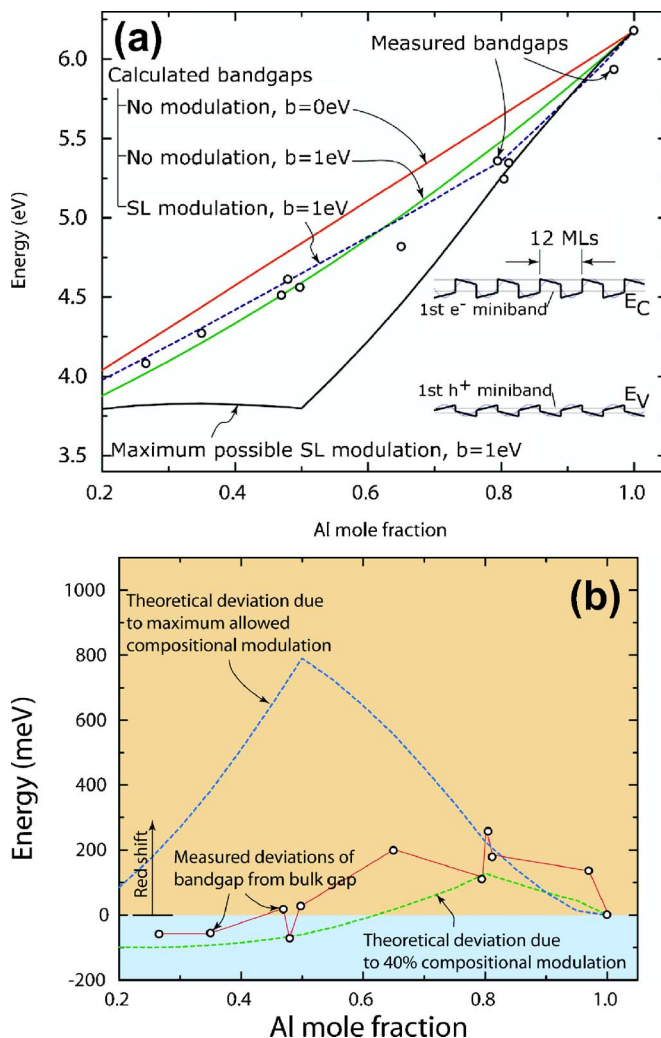 (a)
Measured bandgaps
Calculated bandgaps
No modulation, b=0eV
No modulation, b=1eV
SL modulation, b=1eV
12 MLs
1st e⁻ miniband
E_C
1st h⁺ miniband
E_V
Maximum possible SL modulation, b=1eV
Energy (eV)
6.0
5.5
5.0
4.5
4.0
3.5
0.2 0.4 0.6 0.8 1.0
Al mole fraction
(b)
Theoretical deviation due
to maximum allowed
compositional modulation
Red-shift
Measured deviations of
bandgap from bulk gap
Theoretical deviation due
to 40% compositional modulation
Energy (meV)
1000
800
600
400
200
0
-200
0.2 0.4 0.6 0.8 1.0
Al mole fraction